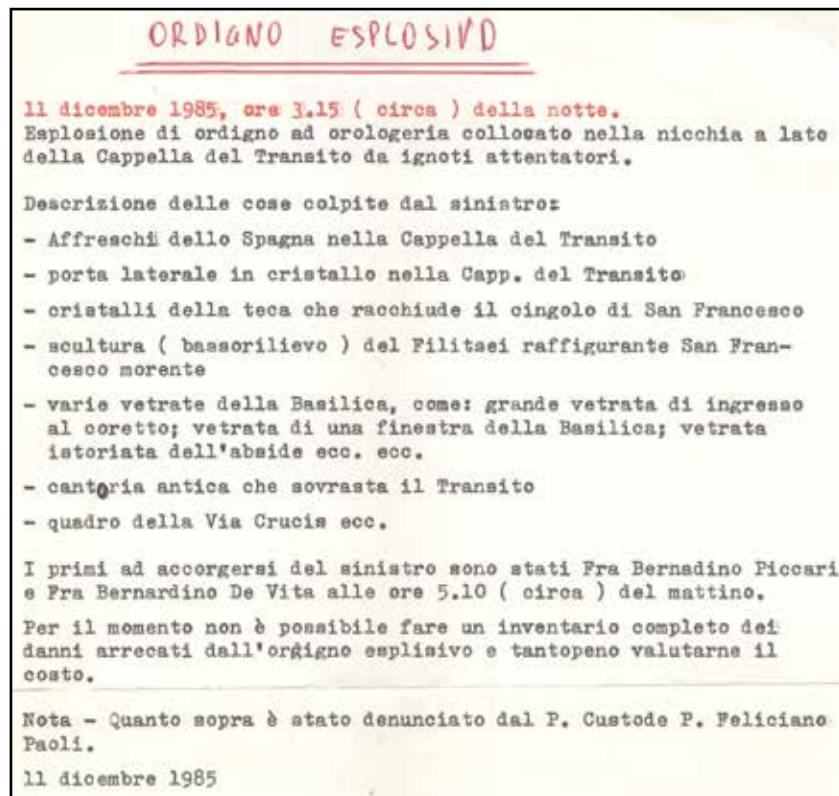 ORDIGNO ESPLOSIVO
11 dicembre 1985, ore 3.15 ( circa ) della notte.
Esplosione di ordigno ad orologeria collocato nella nicchia a lato
della Cappella del Transito da ignoti attentatori.
Descrizione delle cose colpite dal sinistro:
- Affreschi dello Spagna nella Cappella del Transito
- porta laterale in cristallo nella Capp. del Transito
- cristalli della teca che racchiude il cingolo di San Francesco
- scultura ( bassorilievo ) del Filitsei raffigurante San Fran-
cesco morente
- varie vetrate della Basilica, come: grande vetrata di ingresso
al coretto; vetrata di una finestra della Basilica; vetrata
istoriata dell'abside ecc. ecc.
- cantoria antica che sovrasta il Transito
- quadro della Via Crucis ecc.
I primi ad accorgersi del sinistro sono stati Fra Bernadino Piccari
e Fra Bernardino De Vita alle ore 5.10 ( circa ) del mattino.
Per il momento non è possibile fare un inventario completo dei
danni arrecati dall'ordigno esplisivo e tantopeno valutarne il
costo.
Nota - Quanto sopra è stato denunciato dal P. Custode P. Feliciano
Paoli.
11 dicembre 1985